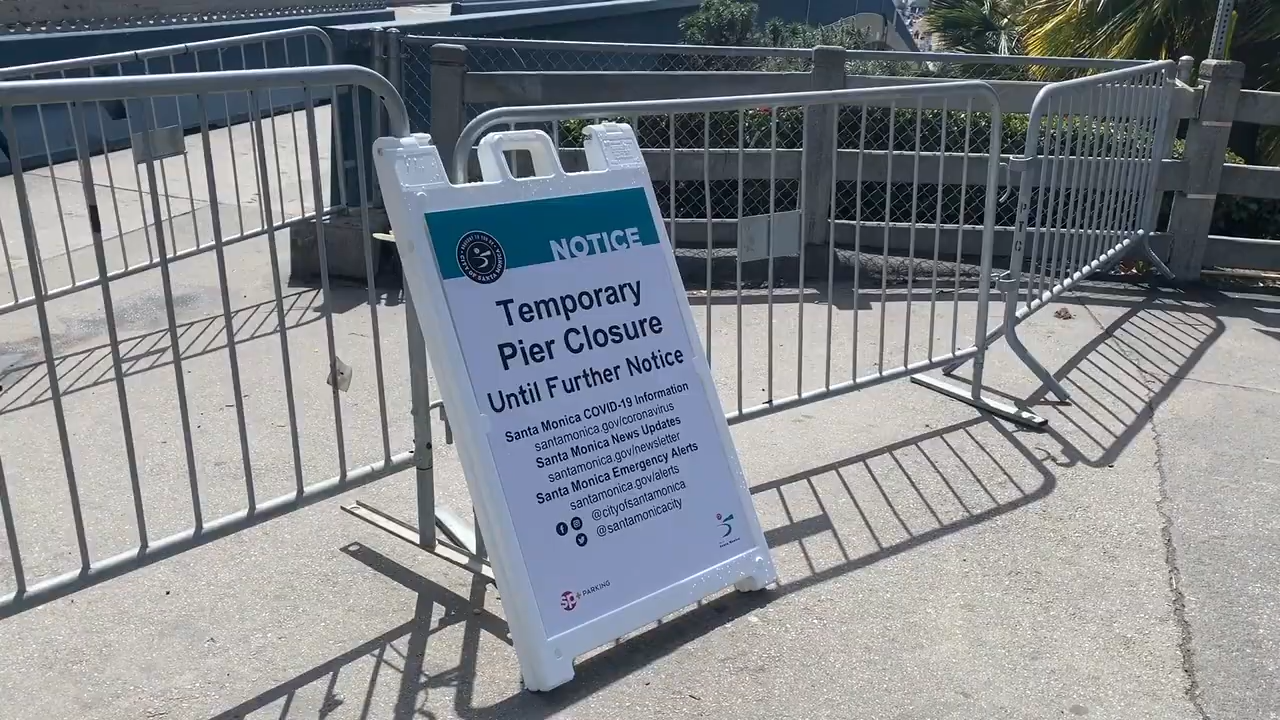 NOTICE
Temporary
Pier Closure
Until Further Notice
Santa Monica COVID-19 Information
santamonica.gov/coronavirus
Santa Monica News Updates
santamonica.gov/newsletter
Santa Monica Emergency Alerts
santamonica.gov/alerts
@cityofsantamonica
@santamonicacity
sp+ PARKING